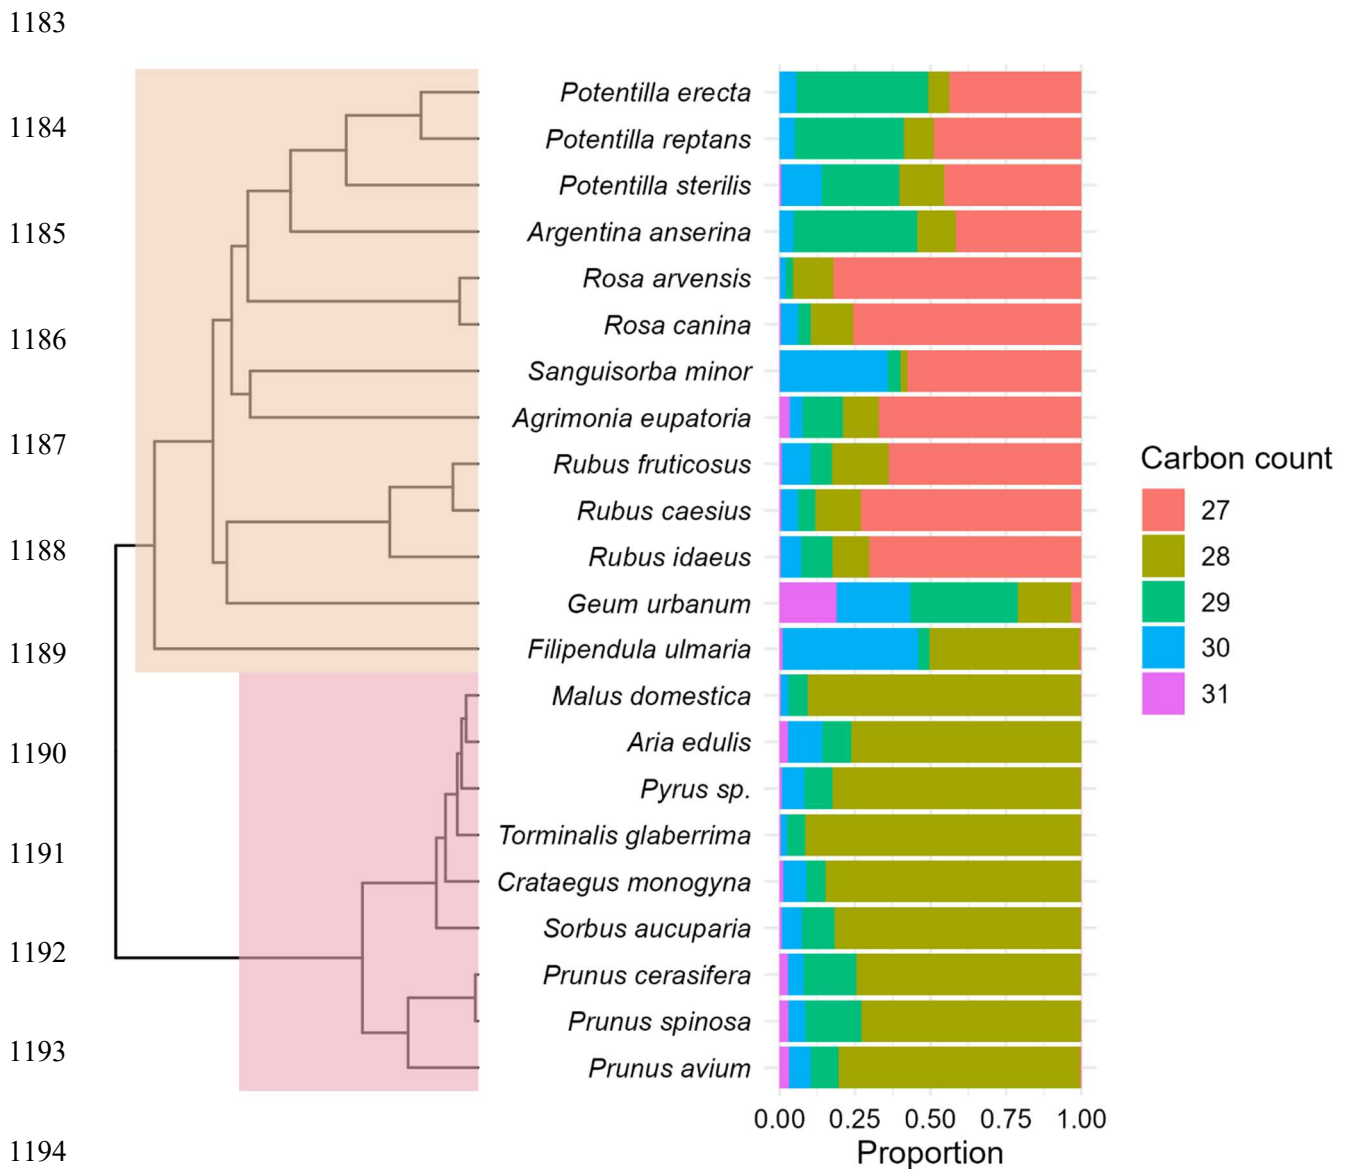 1183
Potentilla erecta
1184
Potentilla reptans
Potentilla sterilis
1185
Argentina anserina
Rosa arvensis
1186
Rosa canina
Sanguisorba minor
Agrimonia eupatoria
1187
Carbon count
Rubus fruticosus
27
Rubus caesius
1188
28
Rubus idaeus
29
Geum urbanum
1189
30
Filipendula ulmaria
31
Malus domestica
1190
Aria edulis
Pyrus sp.
Torminalis glaberrima
1191
Crataegus monogyna
Sorbus aucuparia
1192
Prunus cerasifera
Prunus spinosa
1193
Prunus avium
0.00 0.25 0.50 0.75 1.00
1194
Proportion